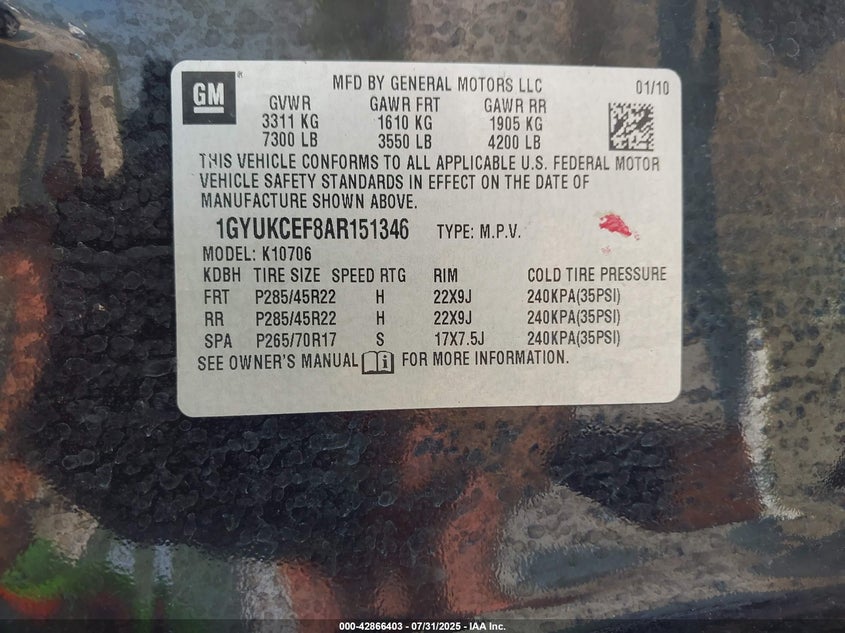 GM ®
MFD BY GENERAL MOTORS LLC 01/10
GVWR GAWR FRT GAWR RR
3311 KG 1610 KG 1905 KG
7300 LB 3550 LB 4200 LB
THIS VEHICLE CONFORMS TO ALL APPLICABLE U.S. FEDERAL MOTOR
VEHICLE SAFETY STANDARDS IN EFFECT ON THE DATE OF
MANUFACTURE SHOWN ABOVE.
1GYUKCEF8AR151346 TYPE: M.P.V.
MODEL: K10706
KDBH TIRE SIZE SPEED RTG RIM COLD TIRE PRESSURE
FRT P285/45R22 H 22X9J 240KPA(35PSI)
RR P285/45R22 H 22X9J 240KPA(35PSI)
SPA P265/70R17 S 17X7.5J 240KPA(35PSI)
SEE OWNER'S MANUAL i FOR MORE INFORMATION.
000-42866403 - 07/31/2025 - IAA Inc.